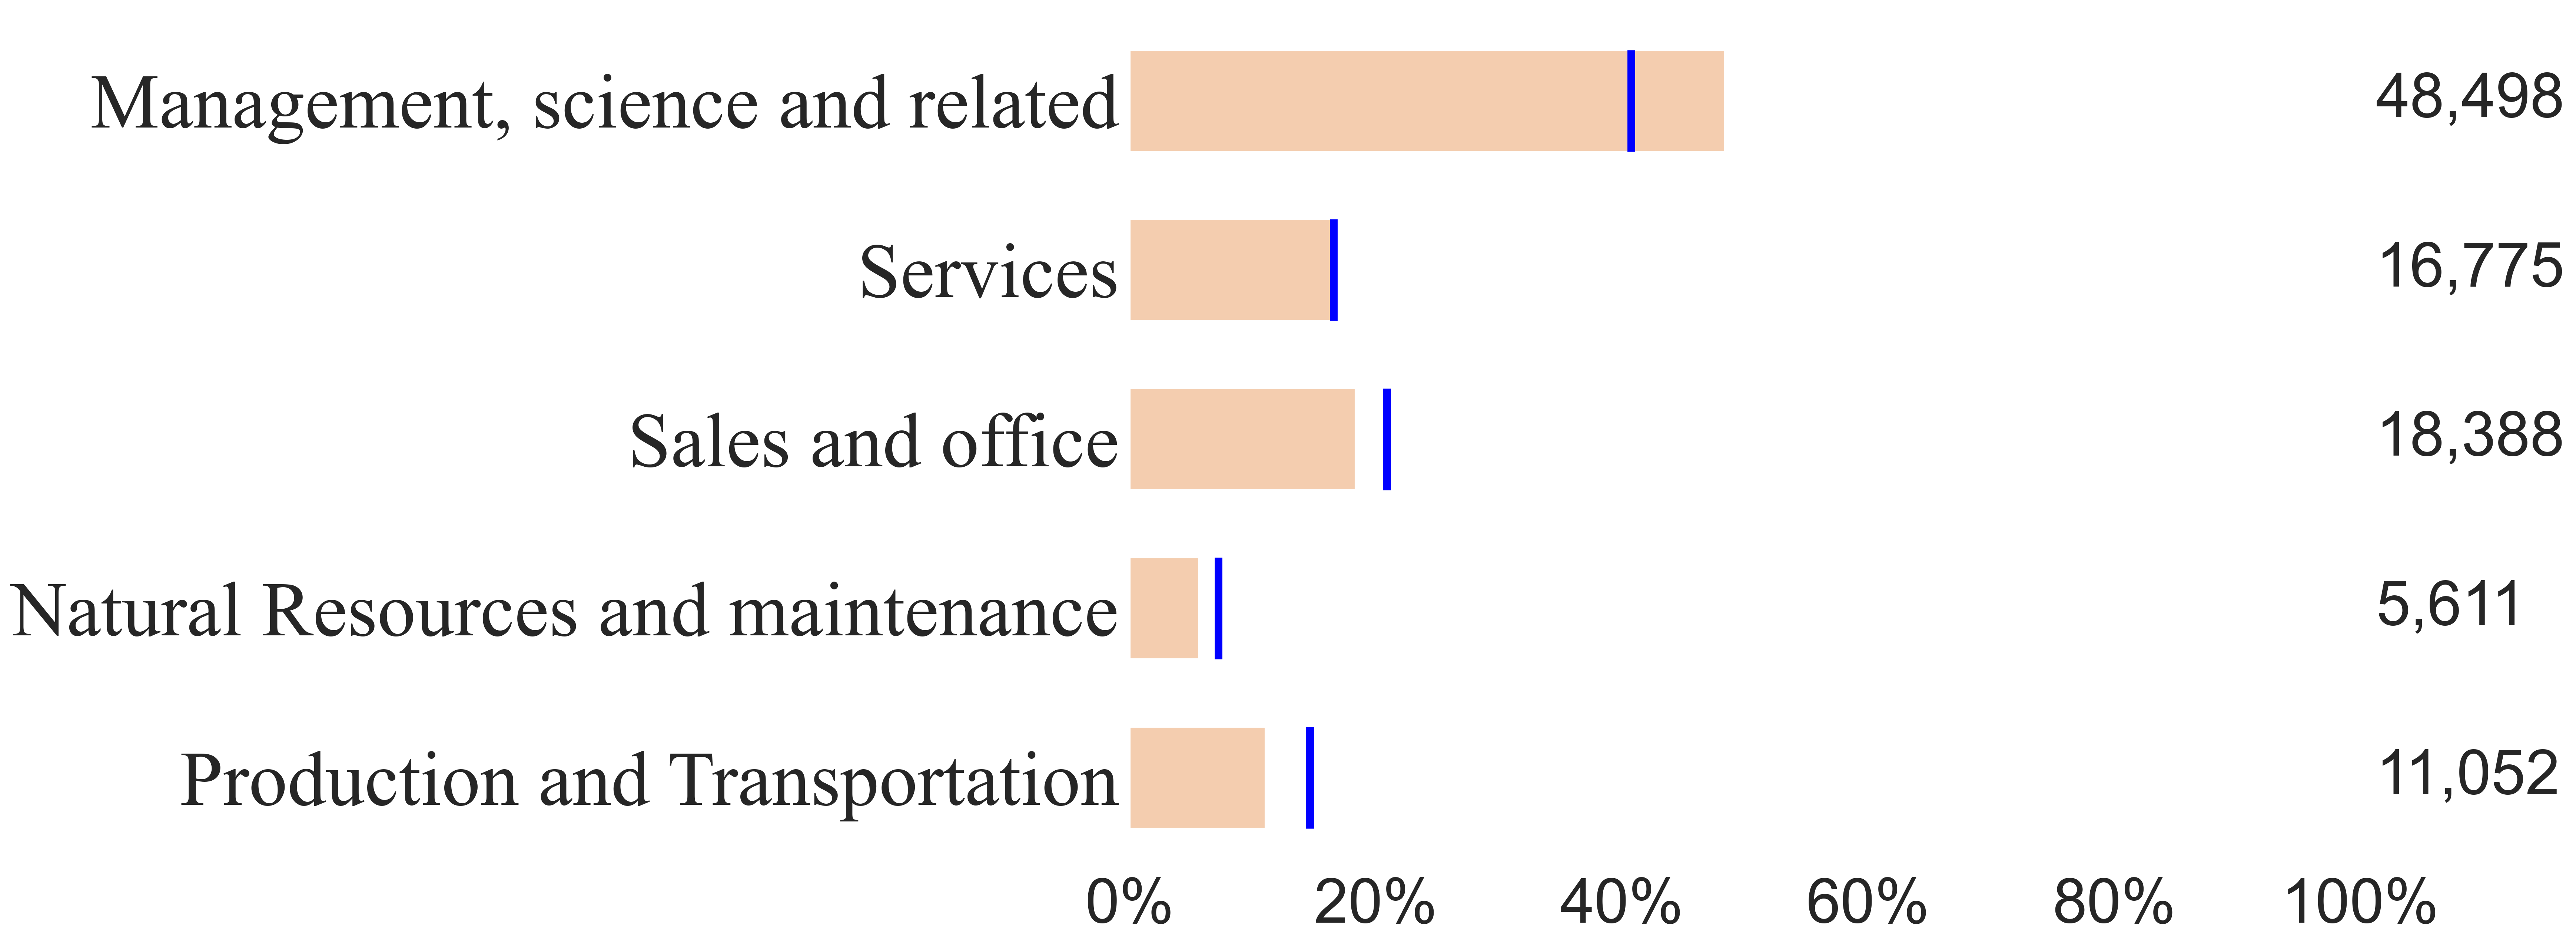 Management, science and related 48,498
Services 16,775
Sales and office 18,388
Natural Resources and maintenance 5,611
Production and Transportation 11,052
0% 20% 40% 60% 80% 100%